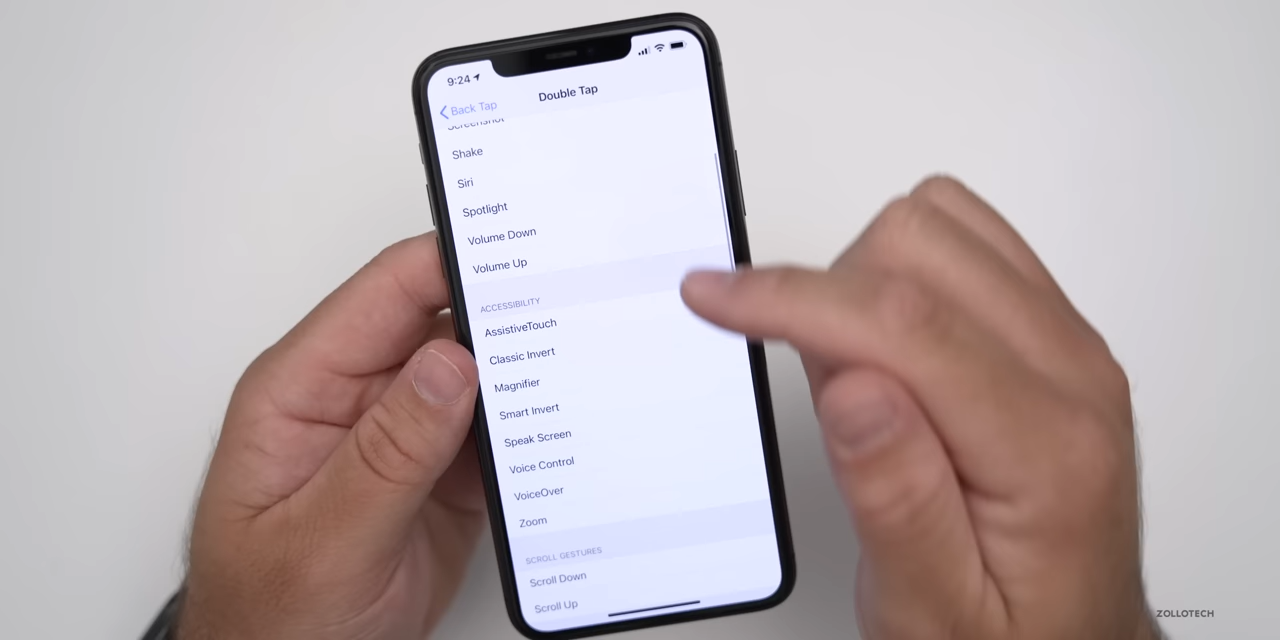 9:24
Back Tap
Double Tap
Screenshot
Shake
Siri
Spotlight
Volume Down
Volume Up
ACCESSIBILITY
AssistiveTouch
Classic Invert
Magnifier
Smart Invert
Speak Screen
Voice Control
VoiceOver
Zoom
SCROLL GESTURES
Scroll Down
Scroll Up
ZOLLOTECH